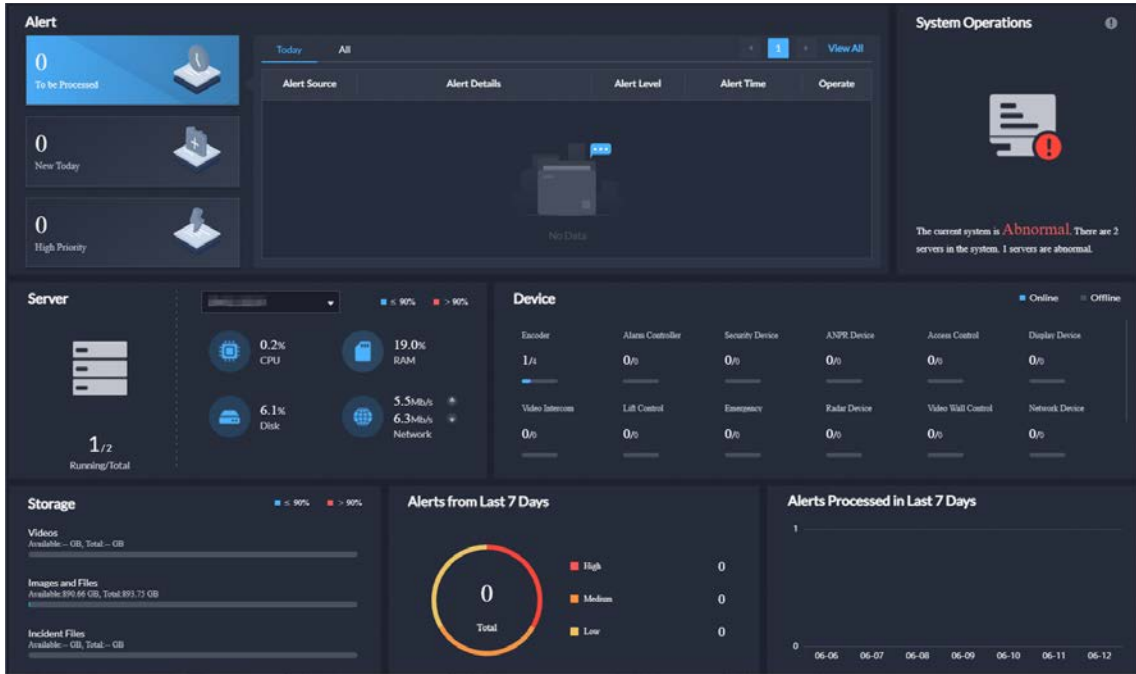 Alert
0
To be Processed
0
New Today
0
High Priority
Today All 1 View All
Alert Source Alert Details Alert Level Alert Time Operate
No Data
System Operations
The current system is Abnormal. There are 2
servers in the system. 1 servers are abnormal.
Server
≤ 90% > 90%
0.2%
CPU
19.0%
RAM
6.1%
Disk
5.5Mb/s
6.3Mb/s
Network
1/2
Running/Total
Device
Online Offline
Encoder Alarm Controller Security Device ANPR Device Access Control Display Device
1/4 0/0 0/0 0/0 0/0 0/0
Video Intercom Lift Control Emergency Radar Device Video Wall Control Network Device
0/0 0/0 0/0 0/0 0/0 0/0
Storage
≤ 90% > 90%
Videos
Available:-- GB, Total:-- GB
Images and Files
Available:890.66 GB, Total:893.75 GB
Incident Files
Available:-- GB, Total:-- GB
Alerts from Last 7 Days
0
Total
High 0
Medium 0
Low 0
Alerts Processed in Last 7 Days
1
0
06-06 06-07 06-08 06-09 06-10 06-11 06-12